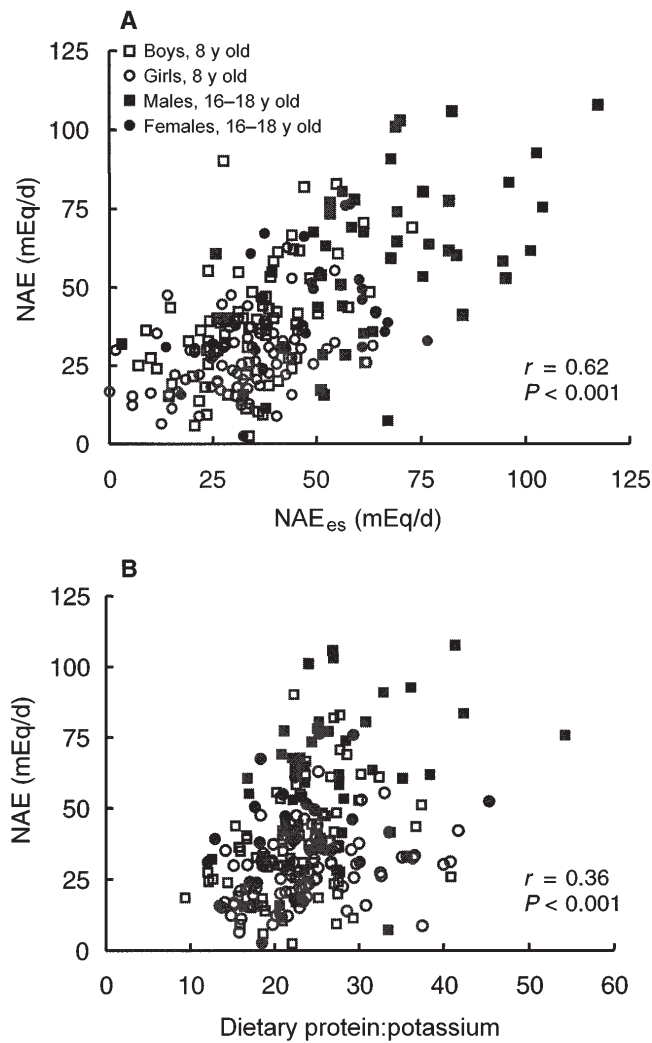 A
125
100
75
50
25
0
NAE (mEq/d)
Boys, 8 y old
Girls, 8 y old
Males, 16–18 y old
Females, 16–18 y old
r = 0.62
P < 0.001
0 25 50 75 100 125
NAEes (mEq/d)
B
125
100
75
50
25
0
NAE (mEq/d)
r = 0.36
P < 0.001
0 10 20 30 40 50 60
Dietary protein:potassium